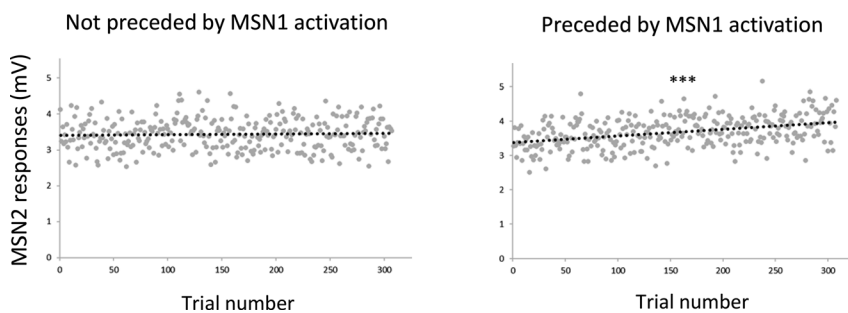 Not preceded by MSN1 activation
Preceded by MSN1 activation
MSN2 responses (mV)
5
4
3
2
1
0
0 50 100 150 200 250 300
Trial number
***
5
4
3
2
1
0
0 50 100 150 200 250 300
Trial number